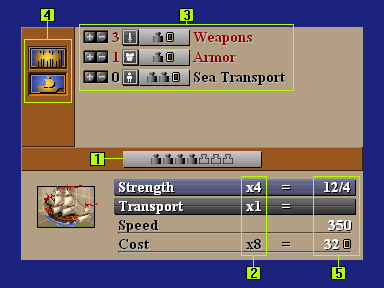 4
3
3 Weapons
1 Armor
0 Sea Transport
1
Strength x4 = 12/4
Transport x1 =
Speed 350
Cost x8 = 32
2
5